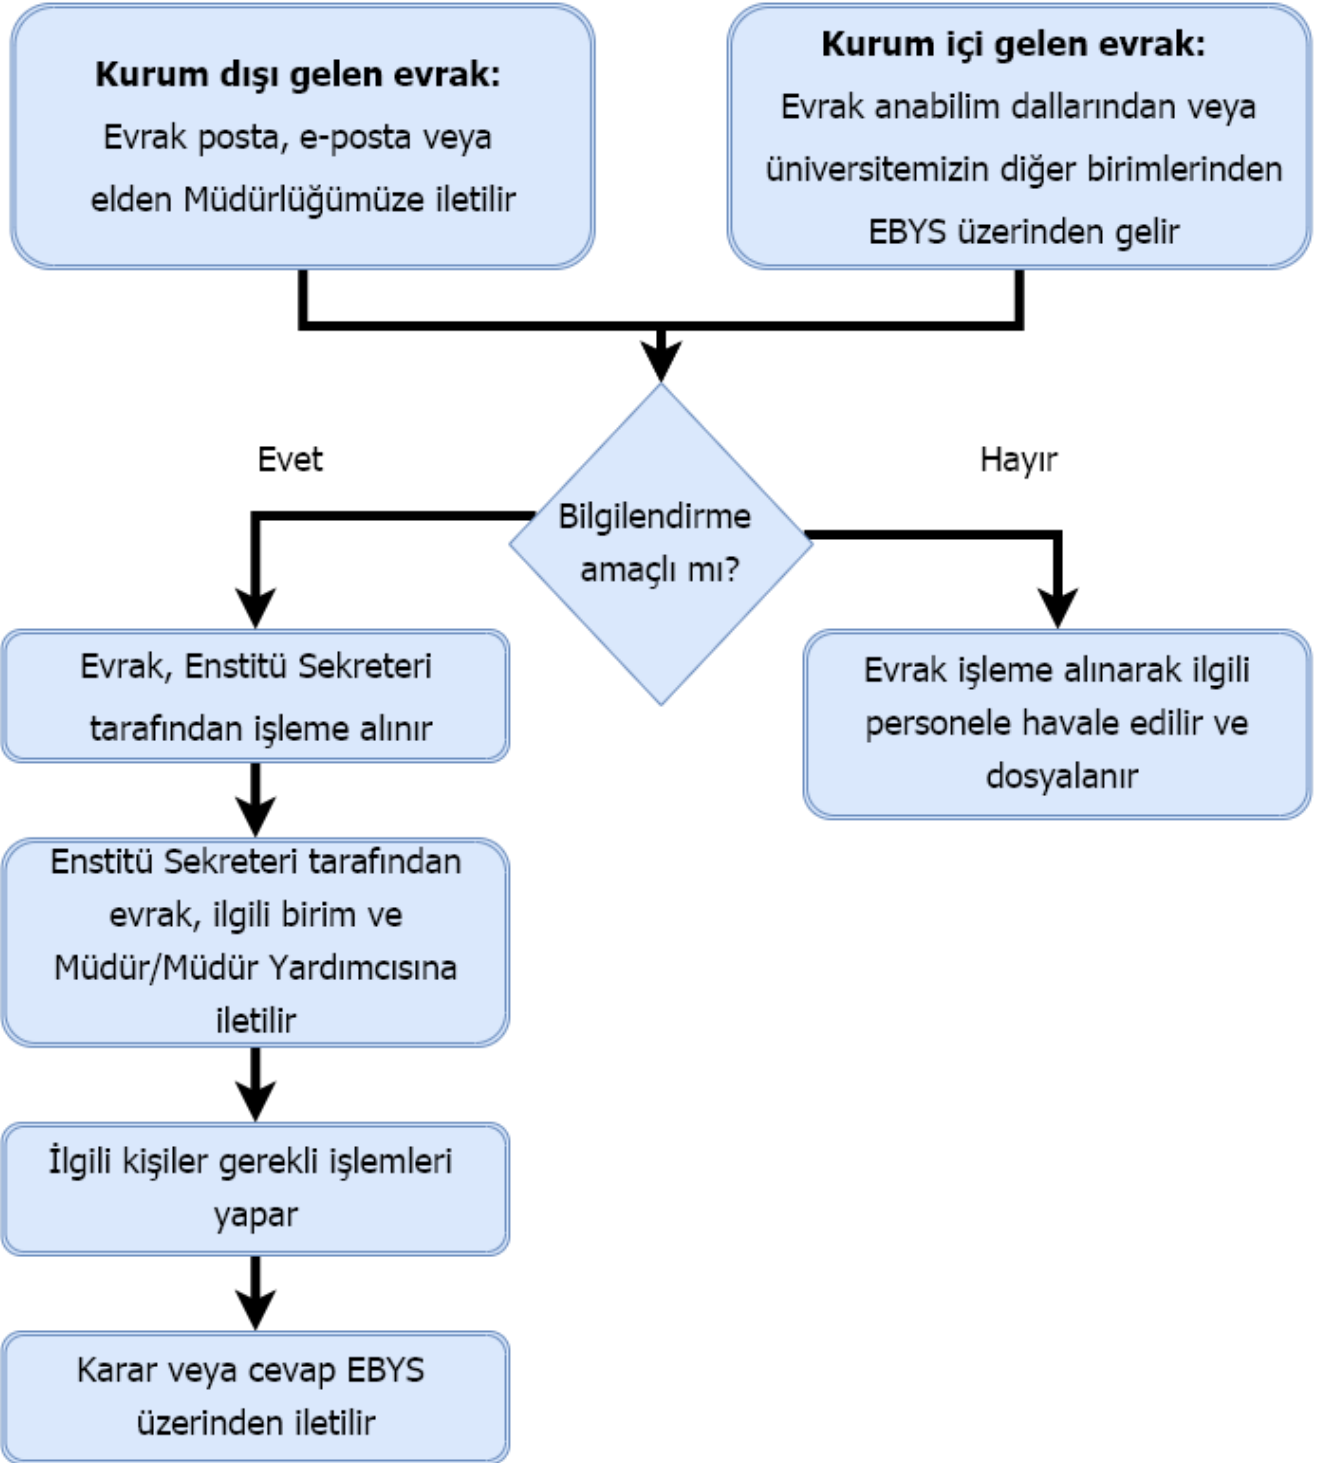 Kurum dışı gelen evrak:
Evrak posta, e-posta veya
elden Müdürlüğümüze iletilir
Kurum içi gelen evrak:
Evrak anabilim dallarından veya
üniversitemizin diğer birimlerinden
EBYS üzerinden gelir
Evet
Hayır
Bilgilendirme
amaçlı mı?
Evrak, Enstitü Sekreteri
tarafından işleme alınır
Evrak işleme alınarak ilgili
personele havale edilir ve
dosyalanır
Enstitü Sekreteri tarafından
evrak, ilgili birim ve
Müdür/Müdür Yardımcısına
iletilir
İlgili kişiler gerekli işlemleri
yapar
Karar veya cevap EBYS
üzerinden iletilir